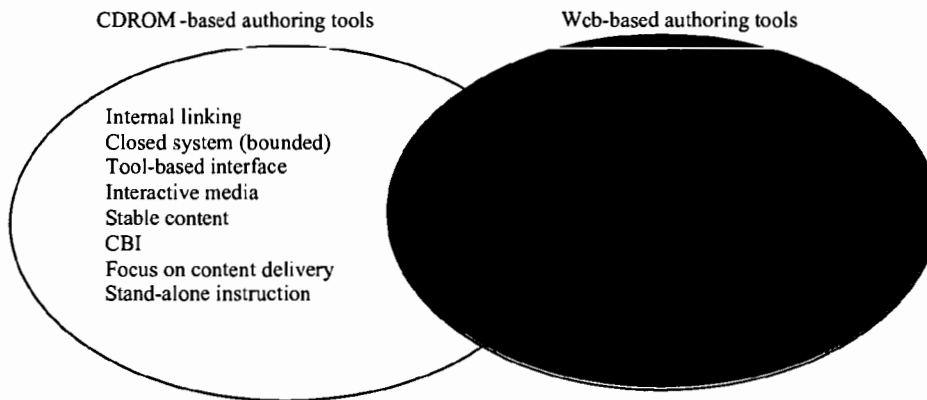 CDROM-based authoring tools
Web-based authoring tools
Internal linking
Closed system (bounded)
Tool-based interface
Interactive media
Stable content
CBI
Focus on content delivery
Stand-alone instruction